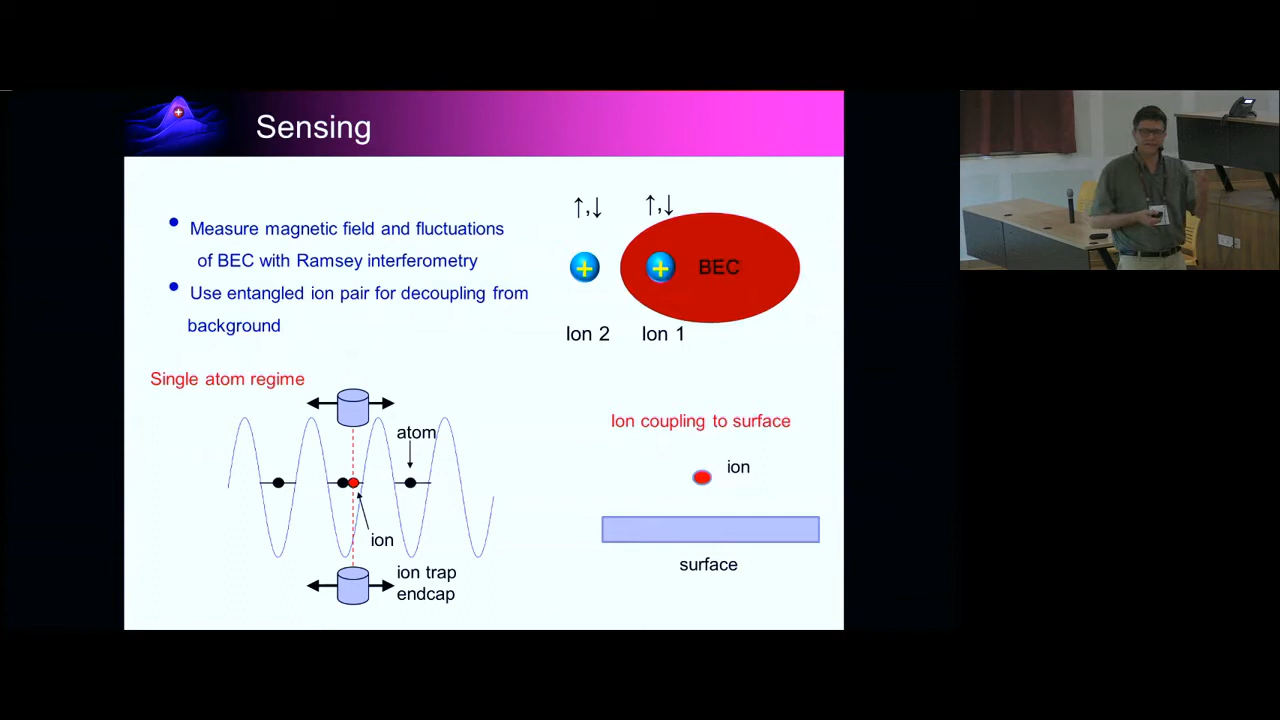 Sensing
Measure magnetic field and fluctuations
of BEC with Ramsey interferometry
Use entangled ion pair for decoupling from
background
↑,↓
↑,↓
+
+
BEC
Ion 2
Ion 1
Single atom regime
atom
ion
ion trap
endcap
Ion coupling to surface
ion
surface